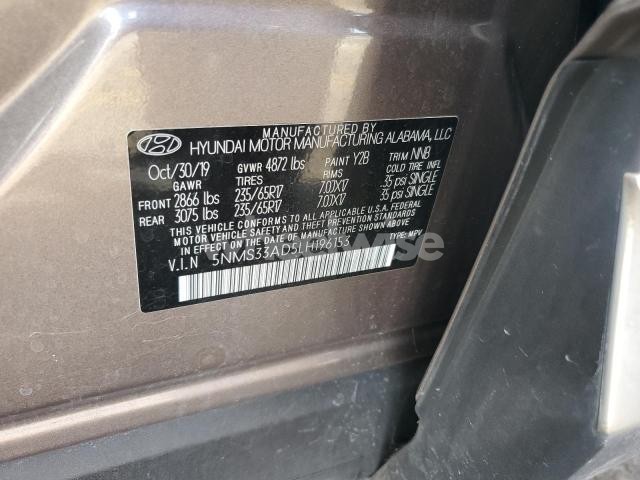 MANUFACTURED BY
HYUNDAI MOTOR MANUFACTURING ALABAMA, LLC
Oct/30/19 GVWR 4872 lbs PAINT Y2B TRIM NNB
GAWR TIRES RIMS COLD TIRE INFL
FRONT 2866 lbs 235/65R17 7.0JX17 35 psi SINGLE
REAR 3075 lbs 235/65R17 7.0JX17 35 psi SINGLE
THIS VEHICLE CONFORMS TO ALL APPLICABLE U.S.A. FEDERAL
MOTOR VEHICLE SAFETY STANDARDS IN EFFECT ON THE DATE OF
MANUFACTURE SHOWN ABOVE.
V.I.N 5NMS33AD5LH196153 TYPE: MPV